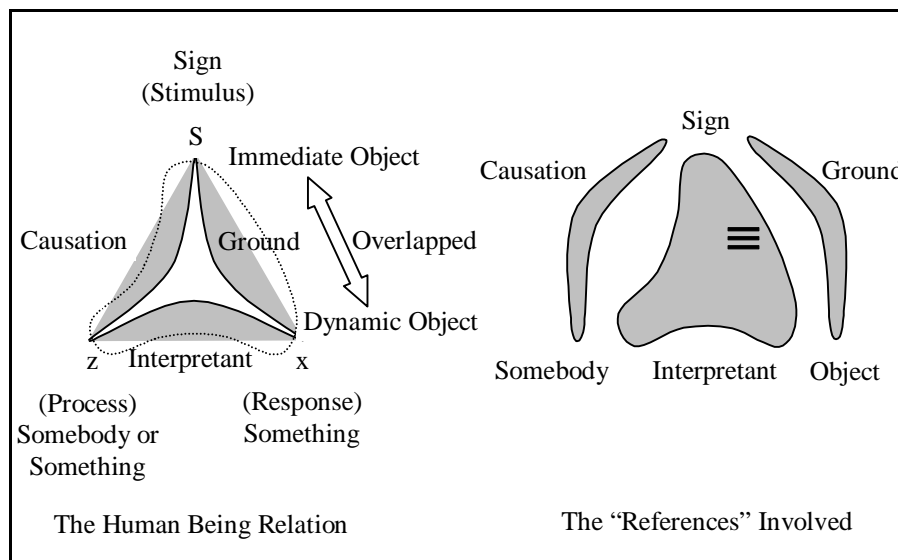 Sign
(Stimulus)
S
Immediate Object
Causation
Ground
Overlapped
Dynamic Object
z
Interpretant
x
(Process)
Somebody or
Something
(Response)
Something
The Human Being Relation
Sign
Causation
Ground
Somebody
Interpretant
Object
The “References” Involved